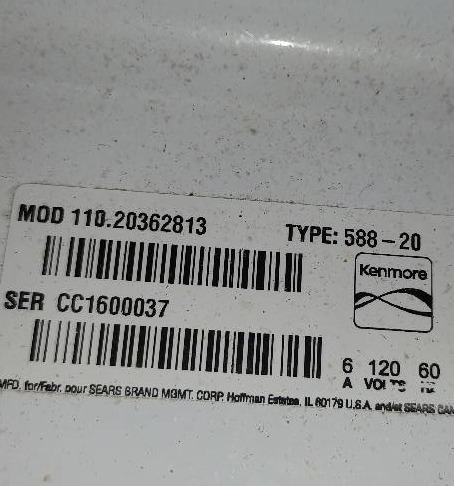 MOD 110.20362813
TYPE: 588-20
Kenmore
SER CC1600037
6 120 60
A VOLTS HZ
MFD. for/Fabr. pour SEARS BRAND MGMT. CORP. Hoffman Estates, IL 60179 U.S.A. and/et SEARS CAN